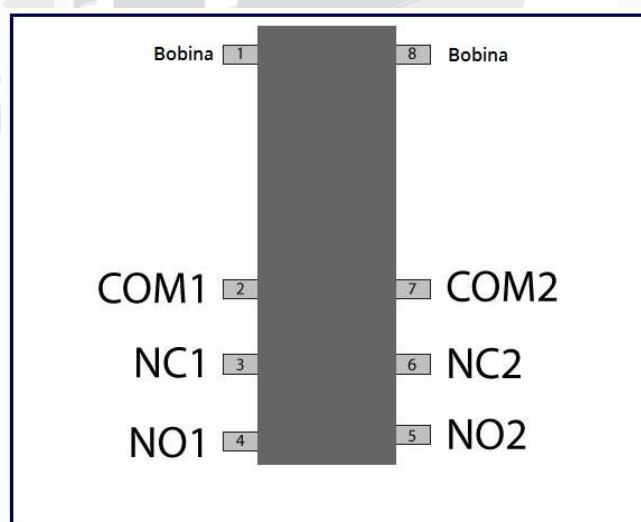 Bobina 1 8 Bobina
COM1 2 7 COM2
NC1 3 6 NC2
NO1 4 5 NO2